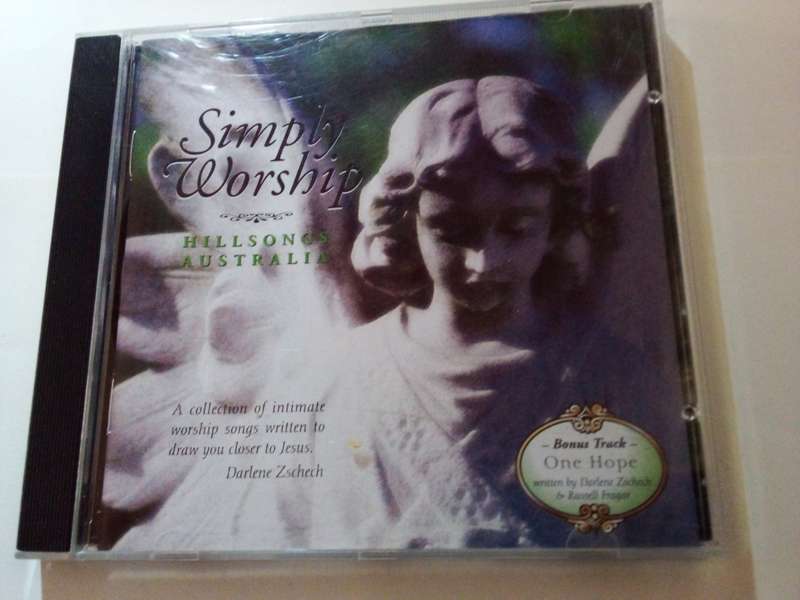 Simply
Worship
HILLSONGS
AUSTRALIA
A collection of intimate
worship songs written to
draw you closer to Jesus.
Darlene Zschech
– Bonus Track –
One Hope
written by Darlene Zschech
& Russell Fragar